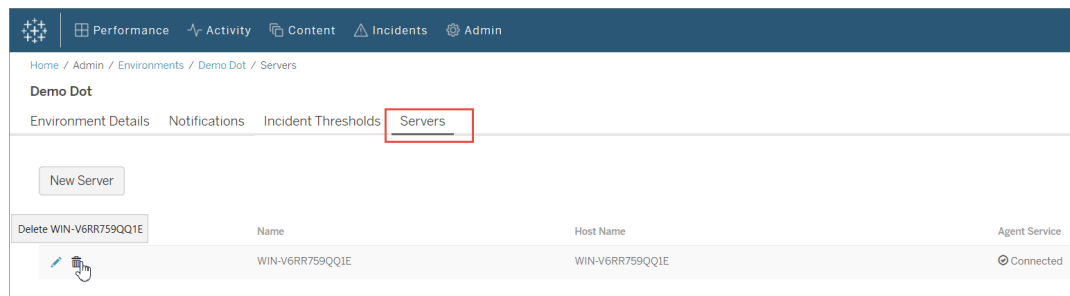 Performance Activity Content Incidents Admin
Home / Admin / Environments / Demo Dot / Servers
Demo Dot
Environment Details Notifications Incident Thresholds Servers
New Server
Delete WIN-V6RR759QQ1E
Name Host Name Agent Service
WIN-V6RR759QQ1E WIN-V6RR759QQ1E Connected